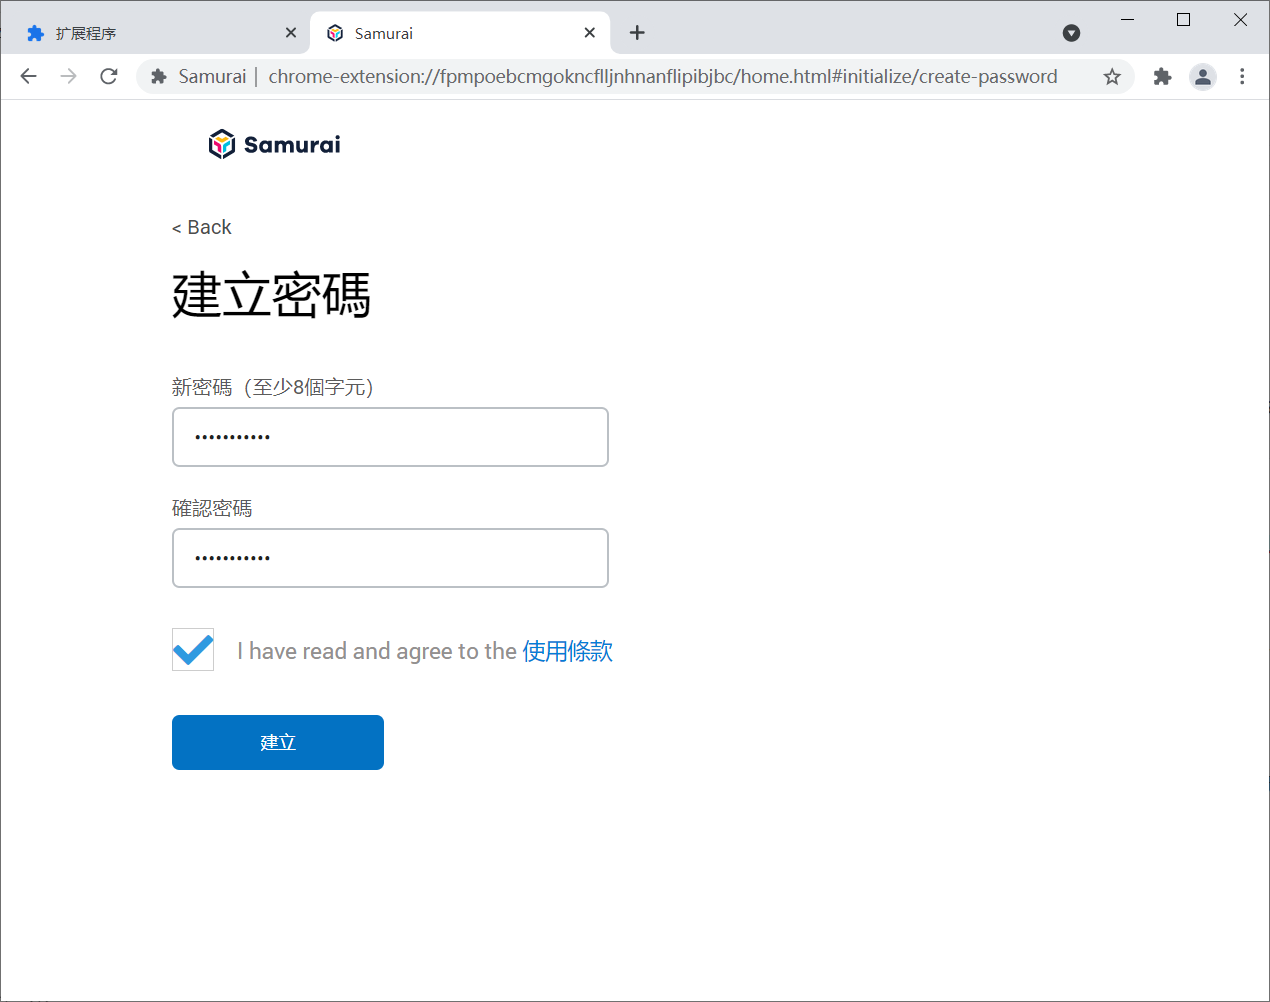 扩展程序
Samurai
Samurai | chrome-extension://fpmpoebcmgokncflljnhnanflipibjbc/home.html#initialize/create-password
Samurai
< Back
建立密碼
新密碼（至少8個字元）
•••••••••••
確認密碼
•••••••••••
I have read and agree to the 使用條款
建立